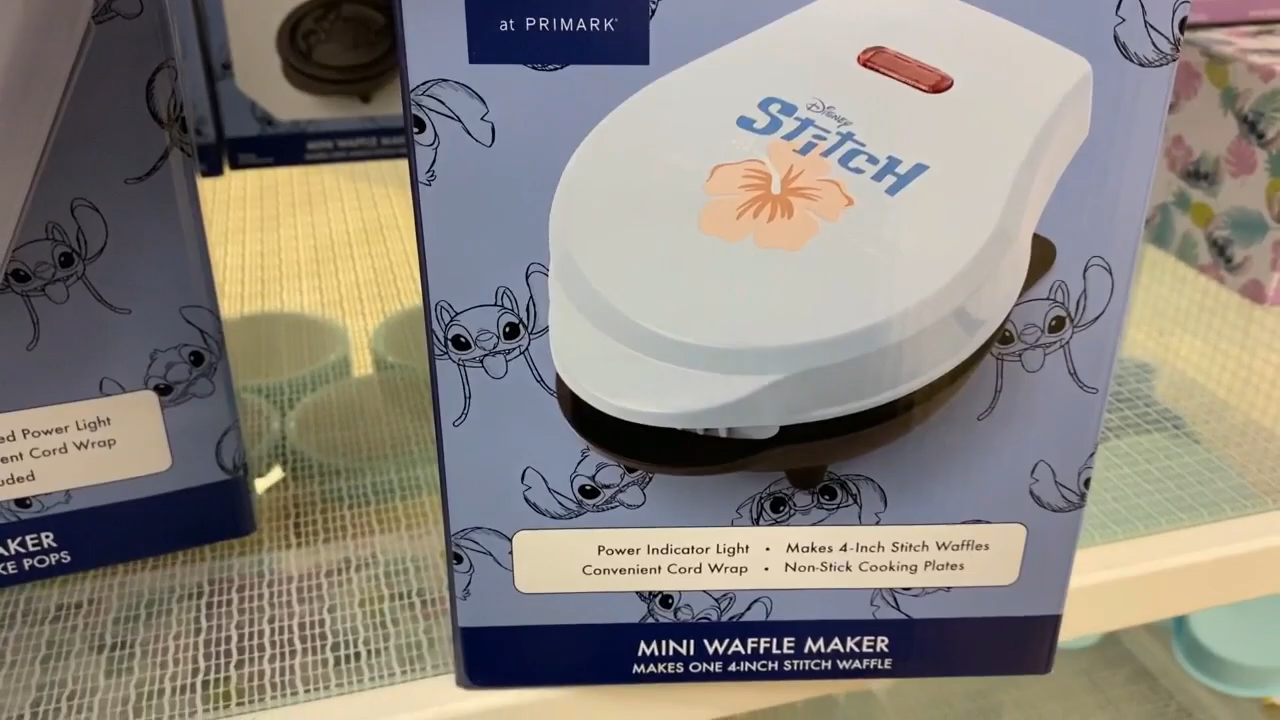 at PRIMARK®
DISNEY
Stitch
Power Indicator Light • Makes 4-Inch Stitch Waffles
Convenient Cord Wrap • Non-Stick Cooking Plates
MINI WAFFLE MAKER
MAKES ONE 4-INCH STITCH WAFFLE
ed Power Light
ent Cord Wrap
uded
AKER
KE POPS